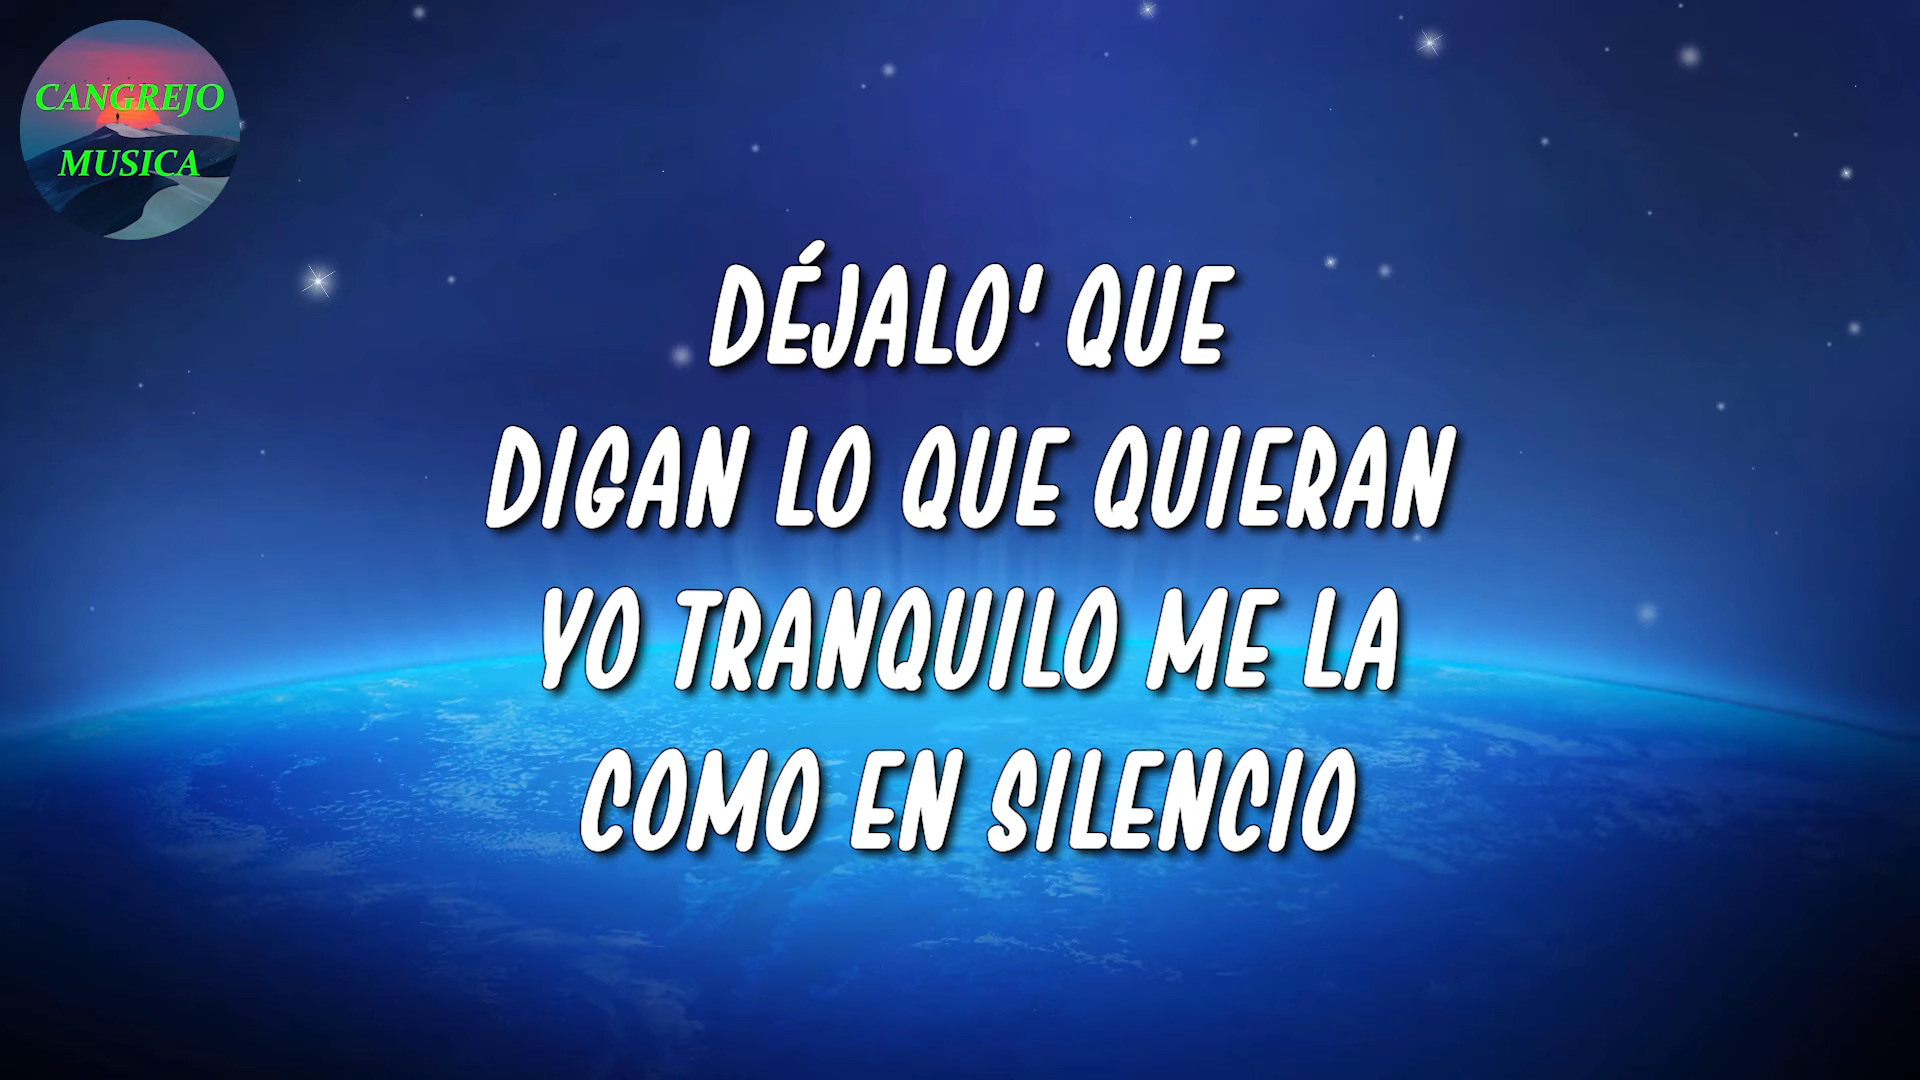 CANGREJO
MUSICA
DÉJALO' QUE
DIGAN LO QUE QUIERAN
YO TRANQUILO ME LA
COMO EN SILENCIO